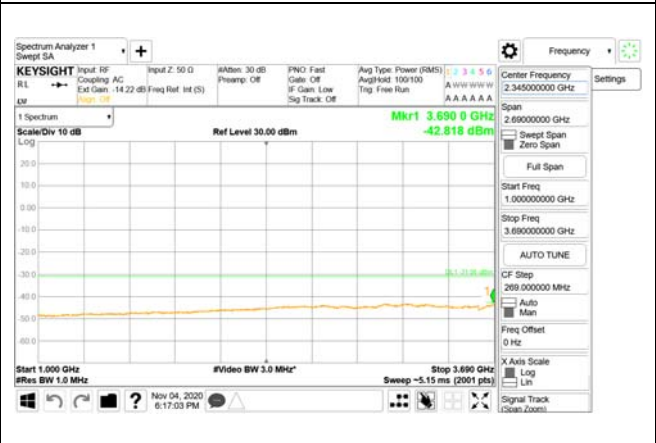 Spectrum Analyzer 1
Swept SA
+
Frequency
KEYSIGHT
RL
Input: RF
Coupling: AC
Ext Gain: -14.22 dB
Align: Off
Input Z: 50 Ω
Freq Ref: Int (S)
#Atten: 30 dB
Preamp: Off
PNO: Fast
Gate: Off
IF Gain: Low
Sig Track: Off
Avg Type: Power (RMS)
Avg|Hold: 100/100
Trig: Free Run
1 2 3 4 5 6
A W W W W W
A A A A A A
1 Spectrum
Scale/Div 10 dB
Log
Ref Level 30.00 dBm
Mkr1 3.690 0 GHz
-42.818 dBm
20.0
10.0
0.00
-10.0
-20.0
-30.0
-40.0
-50.0
-60.0
1
Start 1.000 GHz
#Res BW 1.0 MHz
#Video BW 3.0 MHz*
Stop 3.690 GHz
Sweep ~5.15 ms (2001 pts)
?
Nov 04, 2020
6:17:03 PM
Center Frequency
2.345000000 GHz
Settings
Span
2.69000000 GHz
Swept Span
Zero Span
Full Span
Start Freq
1.000000000 GHz
Stop Freq
3.690000000 GHz
AUTO TUNE
CF Step
269.000000 MHz
Auto
Man
Freq Offset
0 Hz
X Axis Scale
Log
Lin
Signal Track
(Span Zoom)